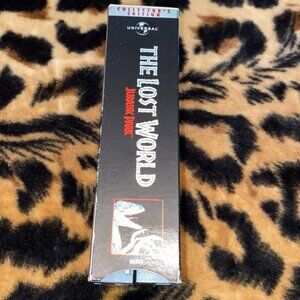 COLLECTOR'S
EDITION
UNIVERSAL
THE LOST WORLD
JURASSIC PARK